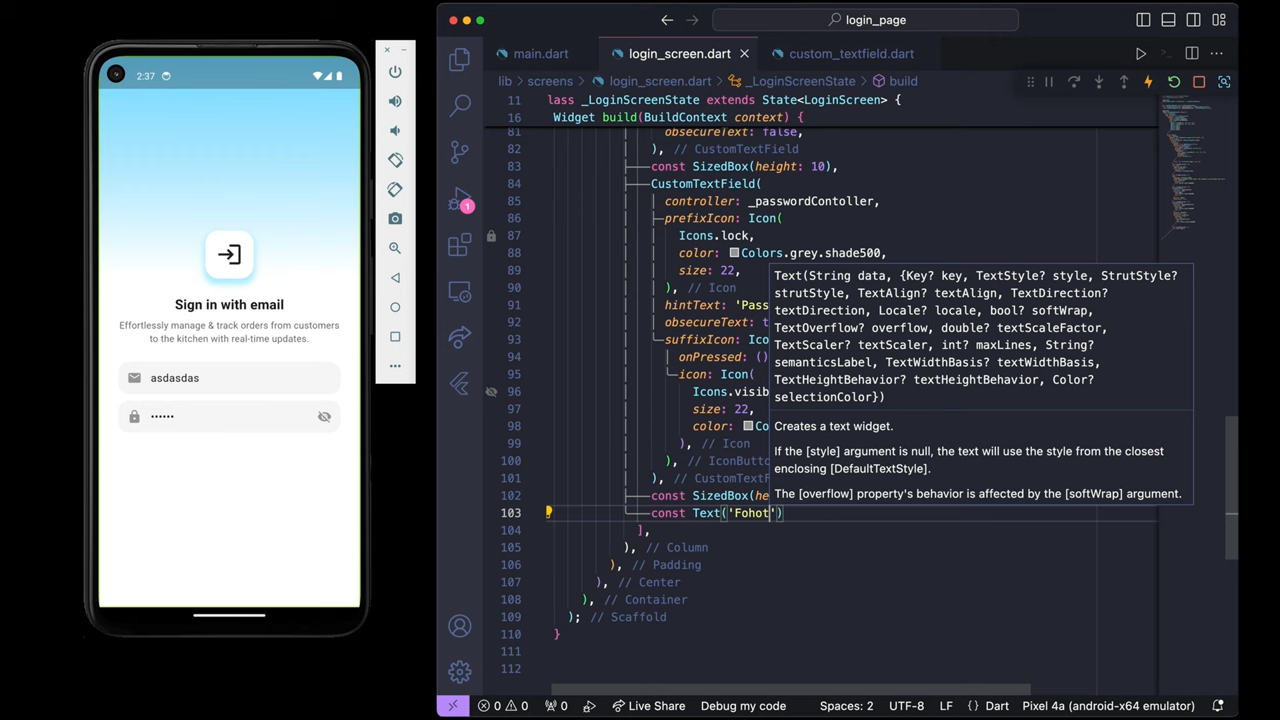 2:37
Sign in with email
Effortlessly manage & track orders from customers
to the kitchen with real-time updates.
asdasdas
••••••
login_page
main.dart
login_screen.dart
custom_textfield.dart
lib › screens › login_screen.dart › _LoginScreenState › build
11 lass _LoginScreenState extends State<LoginScreen> {
16 Widget build(BuildContext context) {
81 obscureText: false,
82 ), // CustomTextField
83 const SizedBox(height: 10),
84 CustomTextField(
85 controller: _passwordContoller,
86 prefixIcon: Icon(
87 Icons.lock,
88 color: Colors.grey.shade500,
89 size: 22,
90 ), // Icon
91 hintText: 'Pass
92 obscureText: t
93 suffixIcon: Ico
94 onPressed: ()
95 icon: Icon(
96 Icons.visib
97 size: 22,
98 color: Co
99 ), // Icon
100 ), // IconButto
101 ), // CustomTextF
102 const SizedBox(he
103 const Text('Fohot')
104 ],
105 ), // Column
106 ), // Padding
107 ), // Center
108 ), // Container
109 ); // Scaffold
110 }
111
112
Text(String data, {Key? key, TextStyle? style, StrutStyle?
strutStyle, TextAlign? textAlign, TextDirection?
textDirection, Locale? locale, bool? softWrap,
TextOverflow? overflow, double? textScaleFactor,
TextScaler? textScaler, int? maxLines, String?
semanticsLabel, TextWidthBasis? textWidthBasis,
TextHeightBehavior? textHeightBehavior, Color?
selectionColor})
Creates a text widget.
If the [style] argument is null, the text will use the style from the closest
enclosing [DefaultTextStyle].
The [overflow] property's behavior is affected by the [softWrap] argument.
1
0 0 0 Live Share Debug my code Spaces: 2 UTF-8 LF {} Dart Pixel 4a (android-x64 emulator)